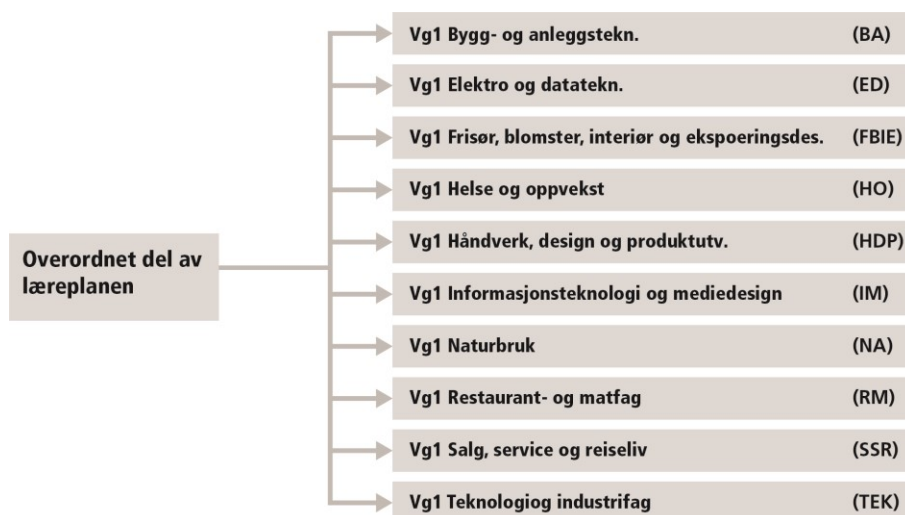 Overordnet del av
læreplanen
Vg1 Bygg- og anleggstekn. (BA)
Vg1 Elektro og datatekn. (ED)
Vg1 Frisør, blomster, interiør og ekspoeringsdes. (FBIE)
Vg1 Helse og oppvekst (HO)
Vg1 Håndverk, design og produktutv. (HDP)
Vg1 Informasjonsteknologi og mediedesign (IM)
Vg1 Naturbruk (NA)
Vg1 Restaurant- og matfag (RM)
Vg1 Salg, service og reiseliv (SSR)
Vg1 Teknologiog industrifag (TEK)